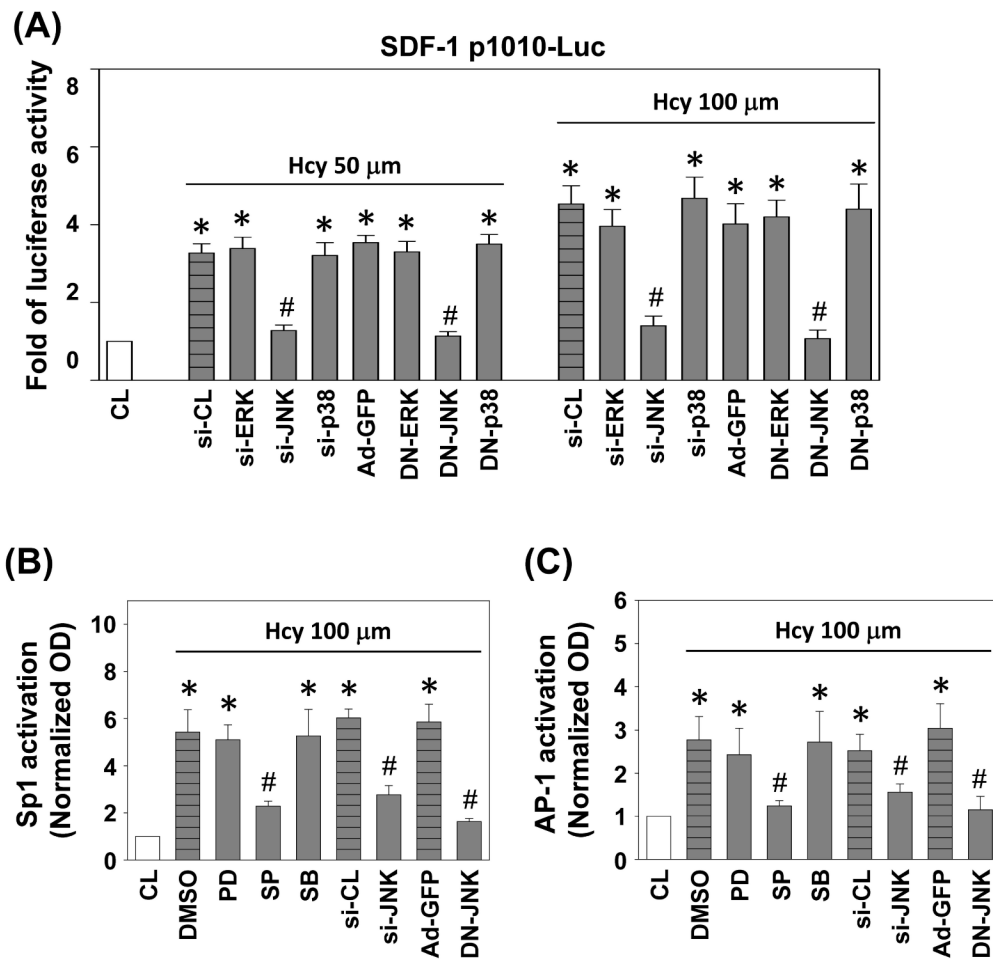 (A)
SDF-1 p1010-Luc
Fold of luciferase activity
8
6
4
2
0
Hcy 50 μm
Hcy 100 μm
* * # * * * # *
* * # * * * # *
CL
si-CL
si-ERK
si-JNK
si-p38
Ad-GFP
DN-ERK
DN-JNK
DN-p38
si-CL
si-ERK
si-JNK
si-p38
Ad-GFP
DN-ERK
DN-JNK
DN-p38
(B)
Sp1 activation
(Normalized OD)
10
8
6
4
2
0
Hcy 100 μm
* * # * * # * #
CL
DMSO
PD
SP
SB
si-CL
si-JNK
Ad-GFP
DN-JNK
(C)
AP-1 activation
(Normalized OD)
6
5
4
3
2
1
0
Hcy 100 μm
* * # * * # * #
CL
DMSO
PD
SP
SB
si-CL
si-JNK
Ad-GFP
DN-JNK